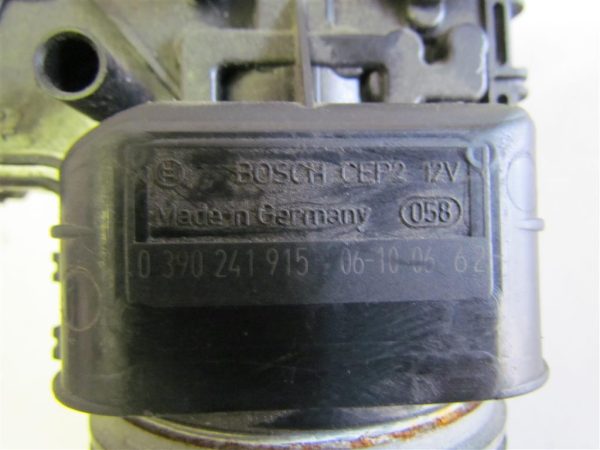 BOSCH CEP2 12V
Made in Germany 058
0 390 241 915 06-10-06 62